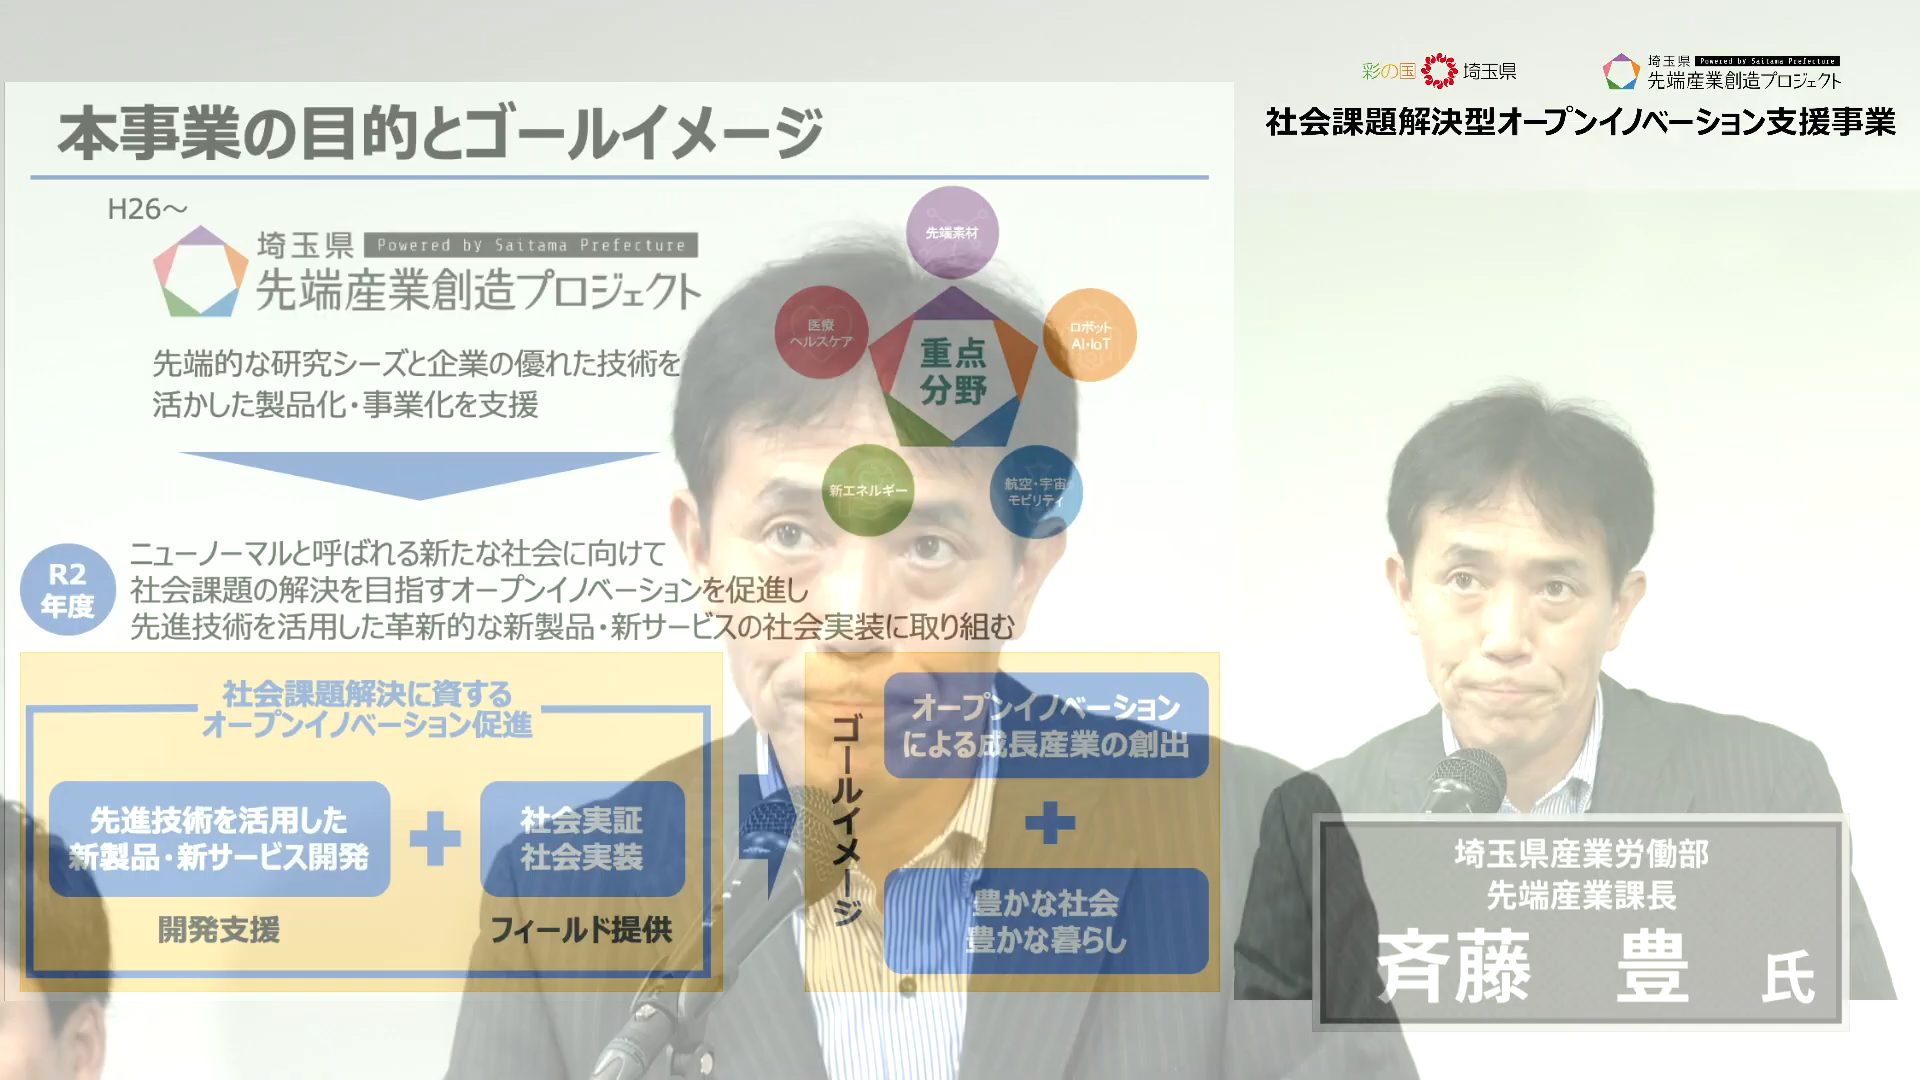 彩の国 埼玉県
埼玉県 Powered by Saitama Prefecture
先端産業創造プロジェクト
社会課題解決型オープンイノベーション支援事業
本事業の目的とゴールイメージ
H26～
埼玉県 Powered by Saitama Prefecture
先端産業創造プロジェクト
先端的な研究シーズと企業の優れた技術を
活かした製品化・事業化を支援
先端素材
医療
ヘルスケア
ロボット
AI・IoT
重点
分野
新エネルギー
航空・宇宙
モビリティ
R2
年度
ニューノーマルと呼ばれる新たな社会に向けて
社会課題の解決を目指すオープンイノベーションを促進し
先進技術を活用した革新的な新製品・新サービスの社会実装に取り組む
社会課題解決に資する
オープンイノベーション促進
先進技術を活用した
新製品・新サービス開発
開発支援
社会実証
社会実装
フィールド提供
ゴールイメージ
オープンイノベーション
による成長産業の創出
豊かな社会
豊かな暮らし
埼玉県産業労働部
先端産業課長
斉藤 豊 氏